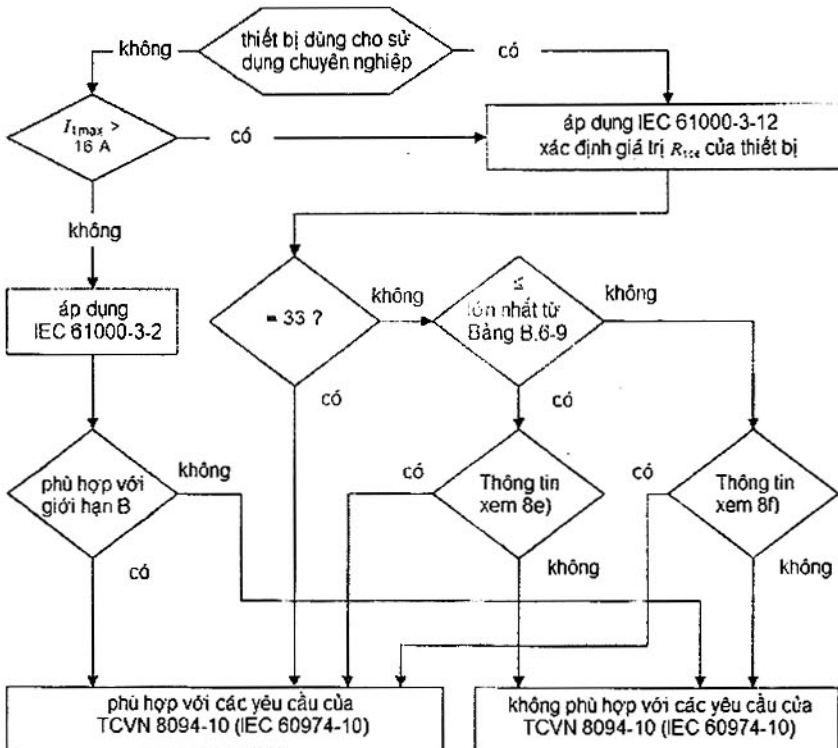 không
thiết bị dùng cho sử
dụng chuyên nghiệp
có
I1max >
16 A
có
áp dụng IEC 61000-3-12
xác định giá trị Rsce của thiết bị
không
áp dụng
IEC 61000-3-2
= 33 ?
không
≤
lớn nhất từ
Bảng B.6-9
không
có
có
phù hợp với
giới hạn B
không
có
Thông tin
xem 8e)
có
Thông tin
xem 8f)
có
không
không
phù hợp với các yêu cầu của
TCVN 8094-10 (IEC 60974-10)
không phù hợp với các yêu cầu của
TCVN 8094-10 (IEC 60974-10)